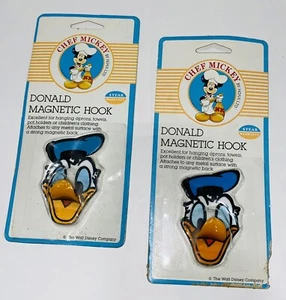 CHEF MICKEY
DONALD
MAGNETIC HOOK
Excellent for hanging aprons, towels,
pot holders or children's clothing.
Attaches to any metal surface with
a strong magnetic back.
© The Walt Disney Company
CHEF MICKEY
DONALD
MAGNETIC HOOK
Excellent for hanging aprons, towels,
pot holders or children's clothing.
Attaches to any metal surface with
a strong magnetic back.
© The Walt Disney Company